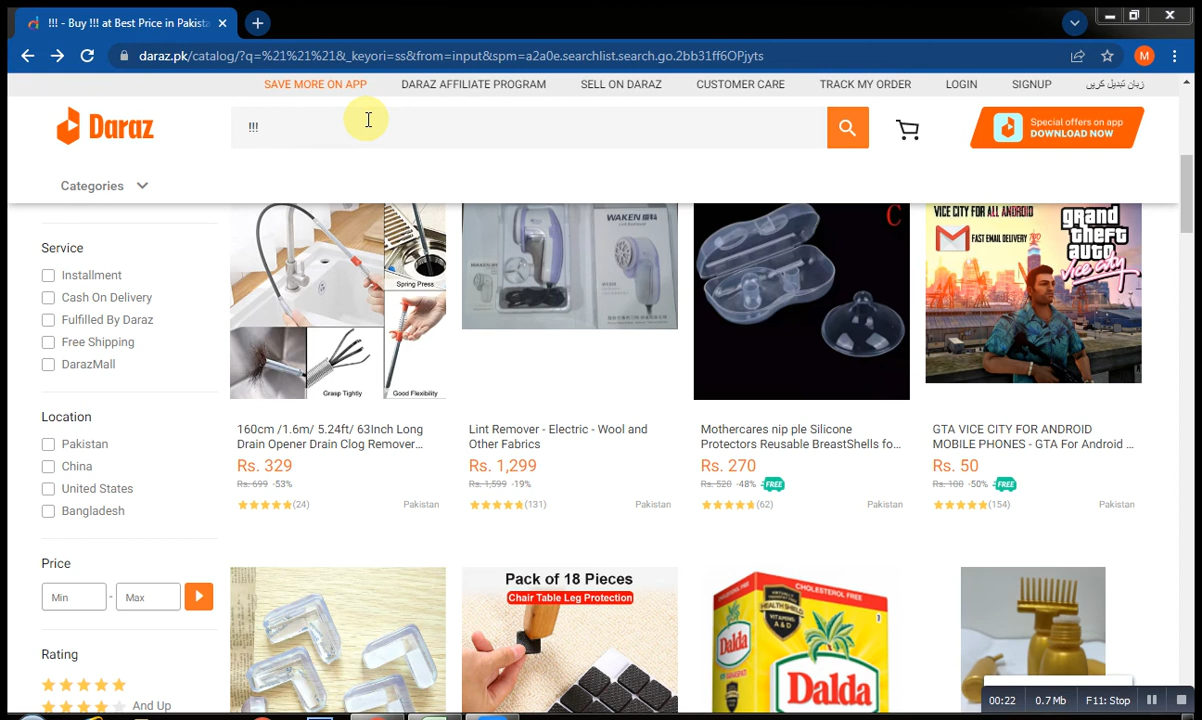 !!! - Buy !!! at Best Price in Pakista
daraz.pk/catalog/?q=%21%21%21&_keyori=ss&from=input&spm=a2a0e.searchlist.search.go.2bb31ff6OPjyts
M
SAVE MORE ON APP DARAZ AFFILIATE PROGRAM SELL ON DARAZ CUSTOMER CARE TRACK MY ORDER LOGIN SIGNUP زبان تبدیل کریں
Daraz
!!!
Special offers on app
DOWNLOAD NOW
Categories
Service
Installment
Cash On Delivery
Fulfilled By Daraz
Free Shipping
DarazMall
Location
Pakistan
China
United States
Bangladesh
Price
Min - Max
Rating
And Up
Spring Press
Grasp Tightly
Good Flexibility
160cm /1.6m/ 5.24ft/ 63Inch Long
Drain Opener Drain Clog Remover...
Rs. 329
Rs. 699 -53%
(24) Pakistan
WAKEN
Lint Remover - Electric - Wool and
Other Fabrics
Rs. 1,299
Rs. 1,599 -19%
(131) Pakistan
C
Mothercares nip ple Silicone
Protectors Reusable BreastShells fo...
Rs. 270
Rs. 520 -48% FREE
(62) Pakistan
VICE CITY FOR ALL ANDROID
FAST EMAIL DELIVERY
grand
theft
auto
vice city
GTA VICE CITY FOR ANDROID
MOBILE PHONES - GTA For Android ...
Rs. 50
Rs. 100 -50% FREE
(154) Pakistan
Pack of 18 Pieces
Chair Table Leg Protection
CHOLESTEROL FREE
HEALTH SHIELD
VITAMINS
A & D
Dalda
Dalda
00:22 0.7 Mb F11: Stop